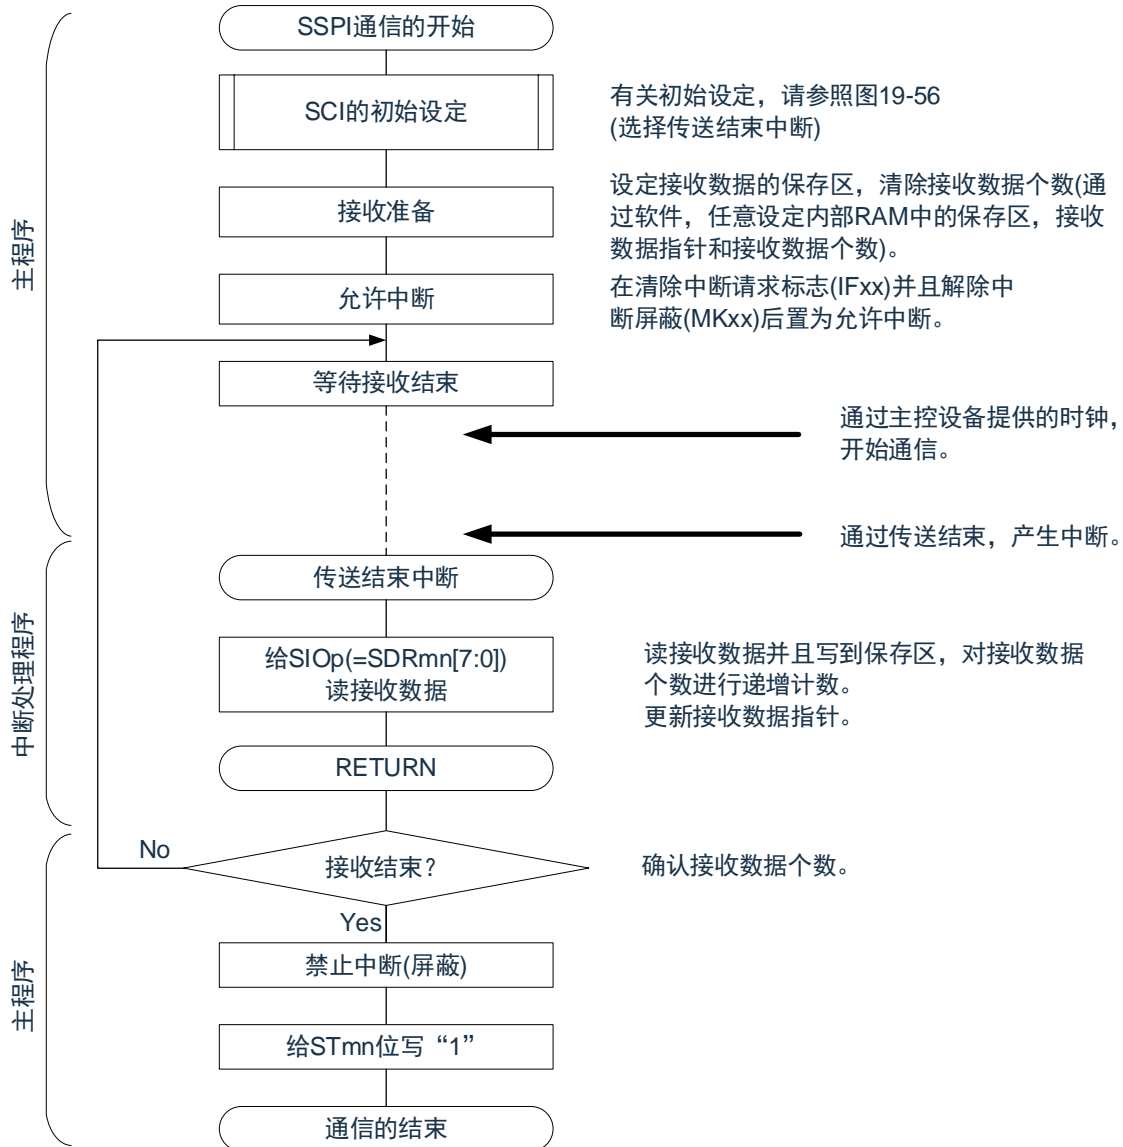 SSPI通信的开始
SCI的初始设定
有关初始设定，请参照图19-56
(选择传送结束中断)
主程序
接收准备
设定接收数据的保存区，清除接收数据个数(通
过软件，任意设定内部RAM中的保存区，接收
数据指针和接收数据个数)。
允许中断
在清除中断请求标志(IFxx)并且解除中
断屏蔽(MKxx)后置为允许中断。
等待接收结束
通过主控设备提供的时钟，
开始通信。
通过传送结束，产生中断。
中断处理程序
传送结束中断
给SIOp(=SDRmn[7:0])
读接收数据
读接收数据并且写到保存区，对接收数据
个数进行递增计数。
更新接收数据指针。
RETURN
No
接收结束？
确认接收数据个数。
Yes
主程序
禁止中断(屏蔽)
给STmn位写“1”
通信的结束